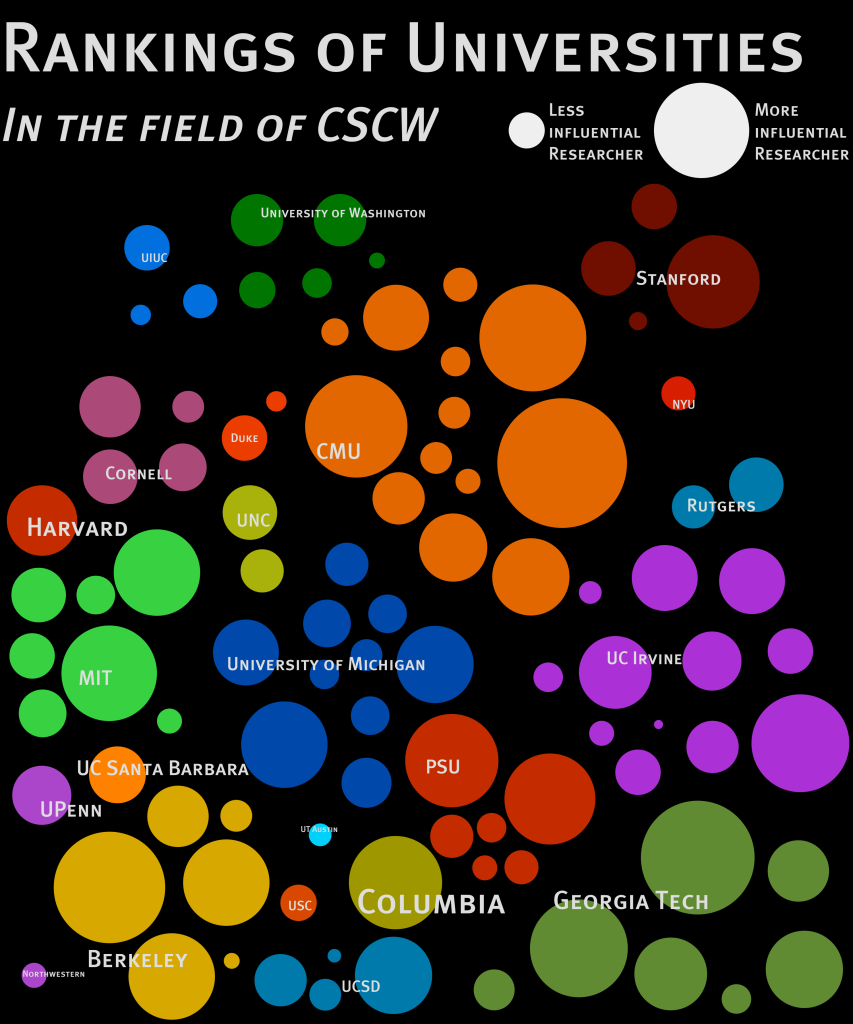 Rankings of Universities
In the field of CSCW
Less
influential
Researcher
More
influential
Researcher
University of Washington
UIUC
Stanford
NYU
Duke
CMU
Cornell
Rutgers
UNC
Harvard
UC Irvine
University of Michigan
MIT
PSU
UC Santa Barbara
UPenn
UT Austin
Columbia
Georgia Tech
USC
Berkeley
Northwestern
UCSD